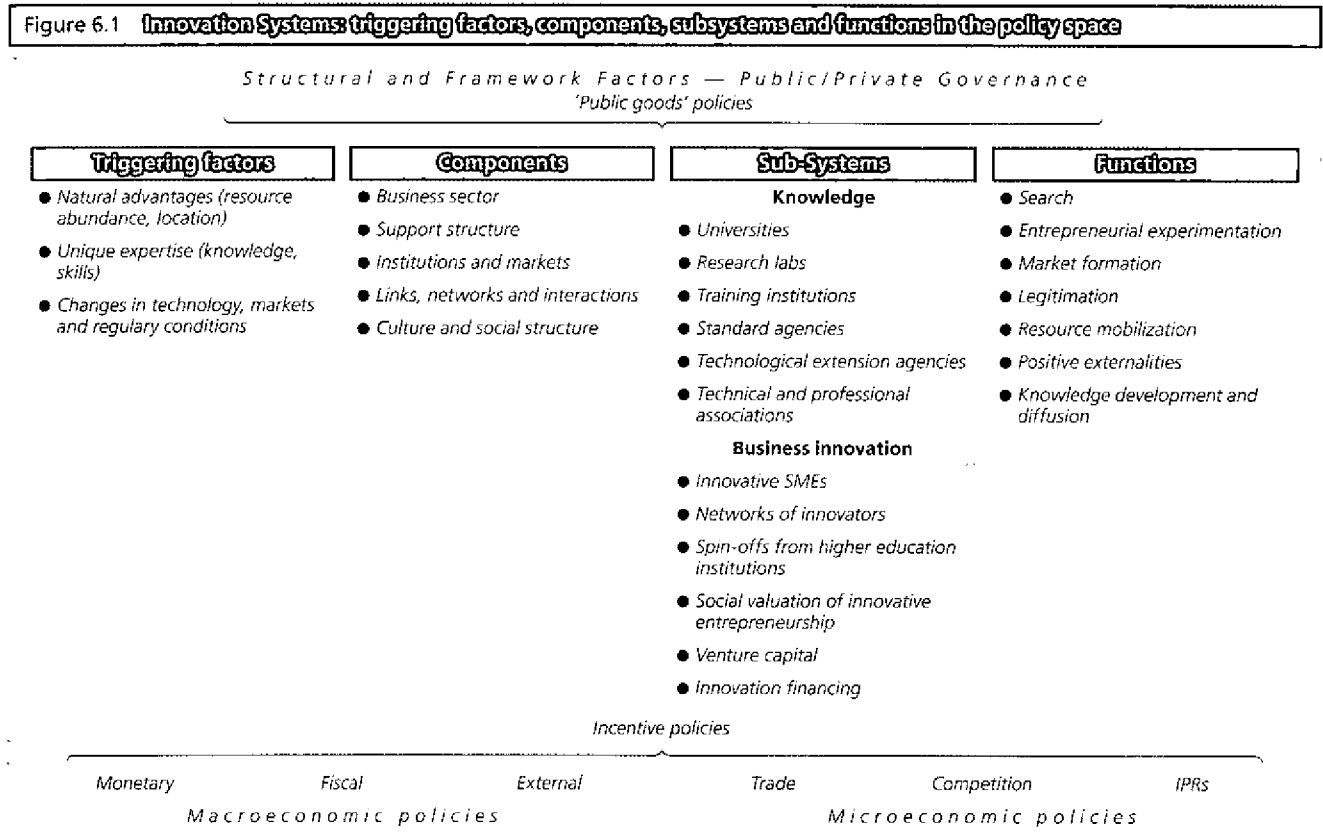 Figure 6.1 Innovation Systems: triggering factors, components, subsystems and functions in the policy space
Structural and Framework Factors — Public/Private Governance
'Public goods' policies
Triggering factors
● Natural advantages (resource
abundance, location)
● Unique expertise (knowledge,
skills)
● Changes in technology, markets
and regulary conditions
Components
● Business sector
● Support structure
● Institutions and markets
● Links, networks and interactions
● Culture and social structure
Sub-Systems
Knowledge
● Universities
● Research labs
● Training institutions
● Standard agencies
● Technological extension agencies
● Technical and professional
associations
Business innovation
● Innovative SMEs
● Networks of innovators
● Spin-offs from higher education
institutions
● Social valuation of innovative
entrepreneurship
● Venture capital
● Innovation financing
Functions
● Search
● Entrepreneurial experimentation
● Market formation
● Legitimation
● Resource mobilization
● Positive externalities
● Knowledge development and
diffusion
Incentive policies
Monetary Fiscal External Trade Competition IPRs
Macroeconomic policies Microeconomic policies